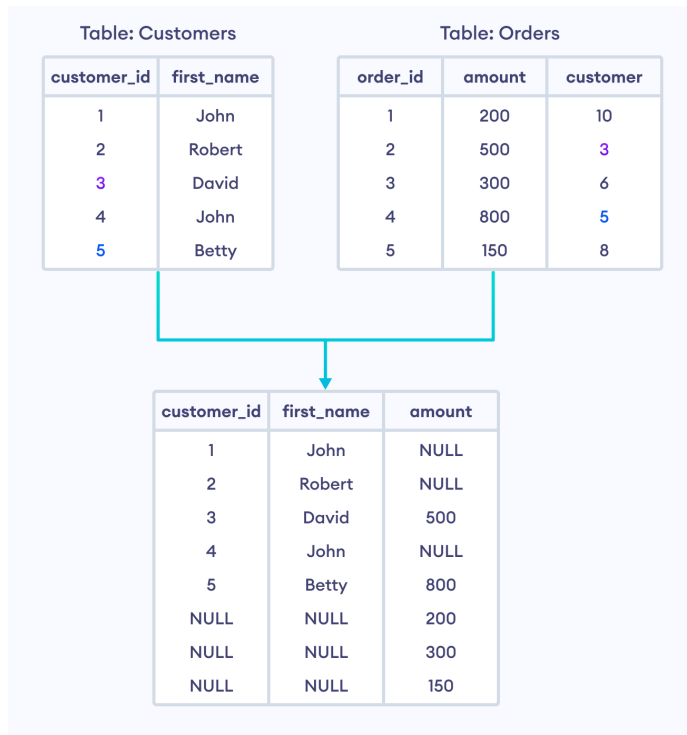 Table: Customers
customer_id first_name
1 John
2 Robert
3 David
4 John
5 Betty
Table: Orders
order_id amount customer
1 200 10
2 500 3
3 300 6
4 800 5
5 150 8
customer_id first_name amount
1 John NULL
2 Robert NULL
3 David 500
4 John NULL
5 Betty 800
NULL NULL 200
NULL NULL 300
NULL NULL 150